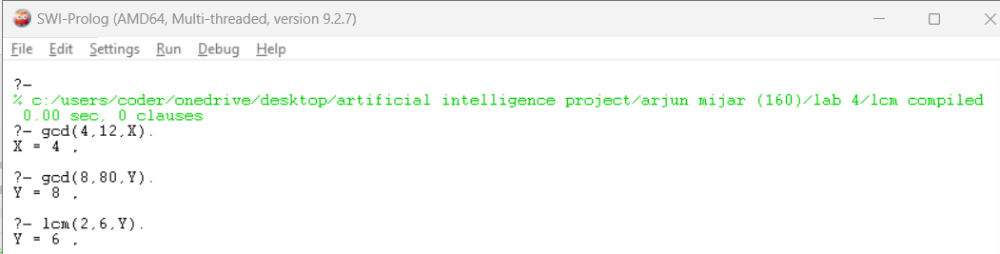 SWI-Prolog (AMD64, Multi-threaded, version 9.2.7)
File Edit Settings Run Debug Help
?-
% c:/users/coder/onedrive/desktop/artificial intelligence project/arjun mijar (160)/lab 4/lcm compiled
0.00 sec, 0 clauses
?- gcd(4,12,X).
X = 4 .
?- gcd(8,80,Y).
Y = 8 .
?- lcm(2,6,Y).
Y = 6 .